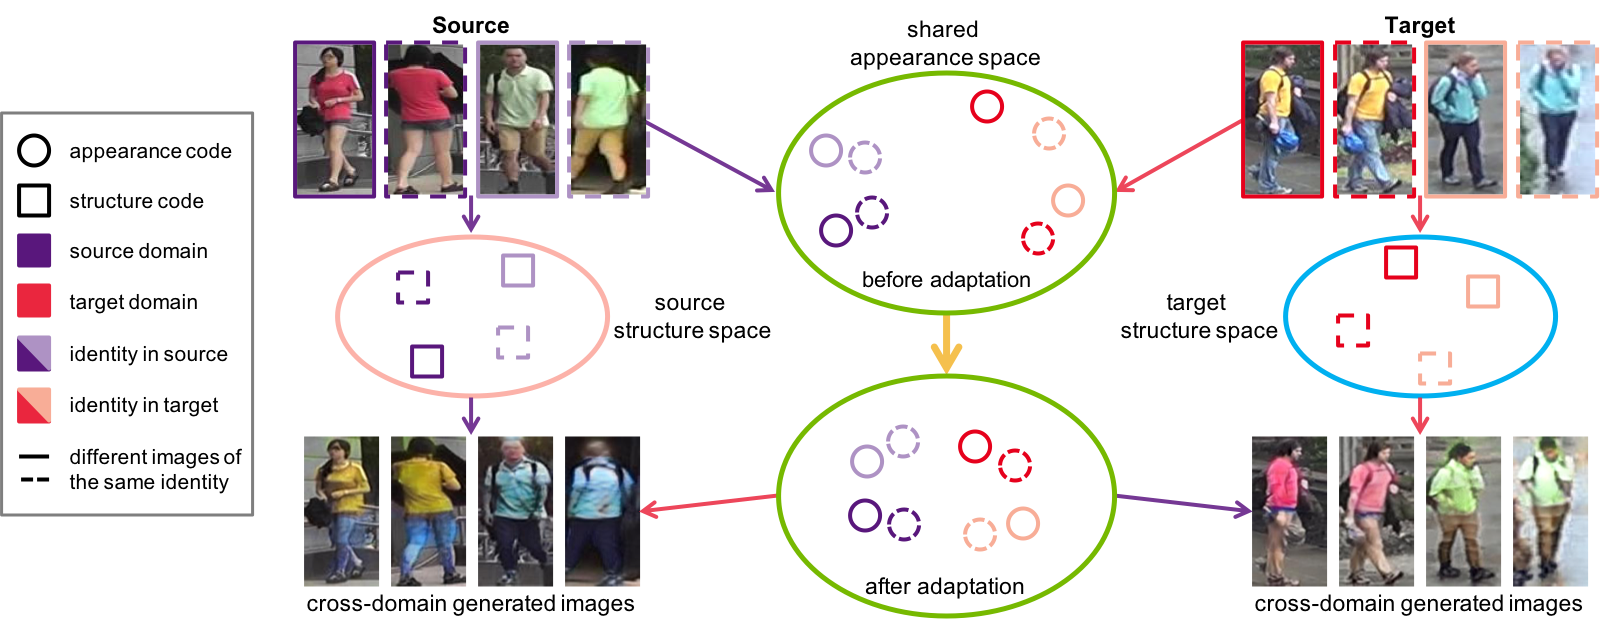 Source
shared
appearance space
Target
appearance code
structure code
source domain
target domain
identity in source
identity in target
different images of
the same identity
before adaptation
source
structure space
target
structure space
after adaptation
cross-domain generated images
cross-domain generated images